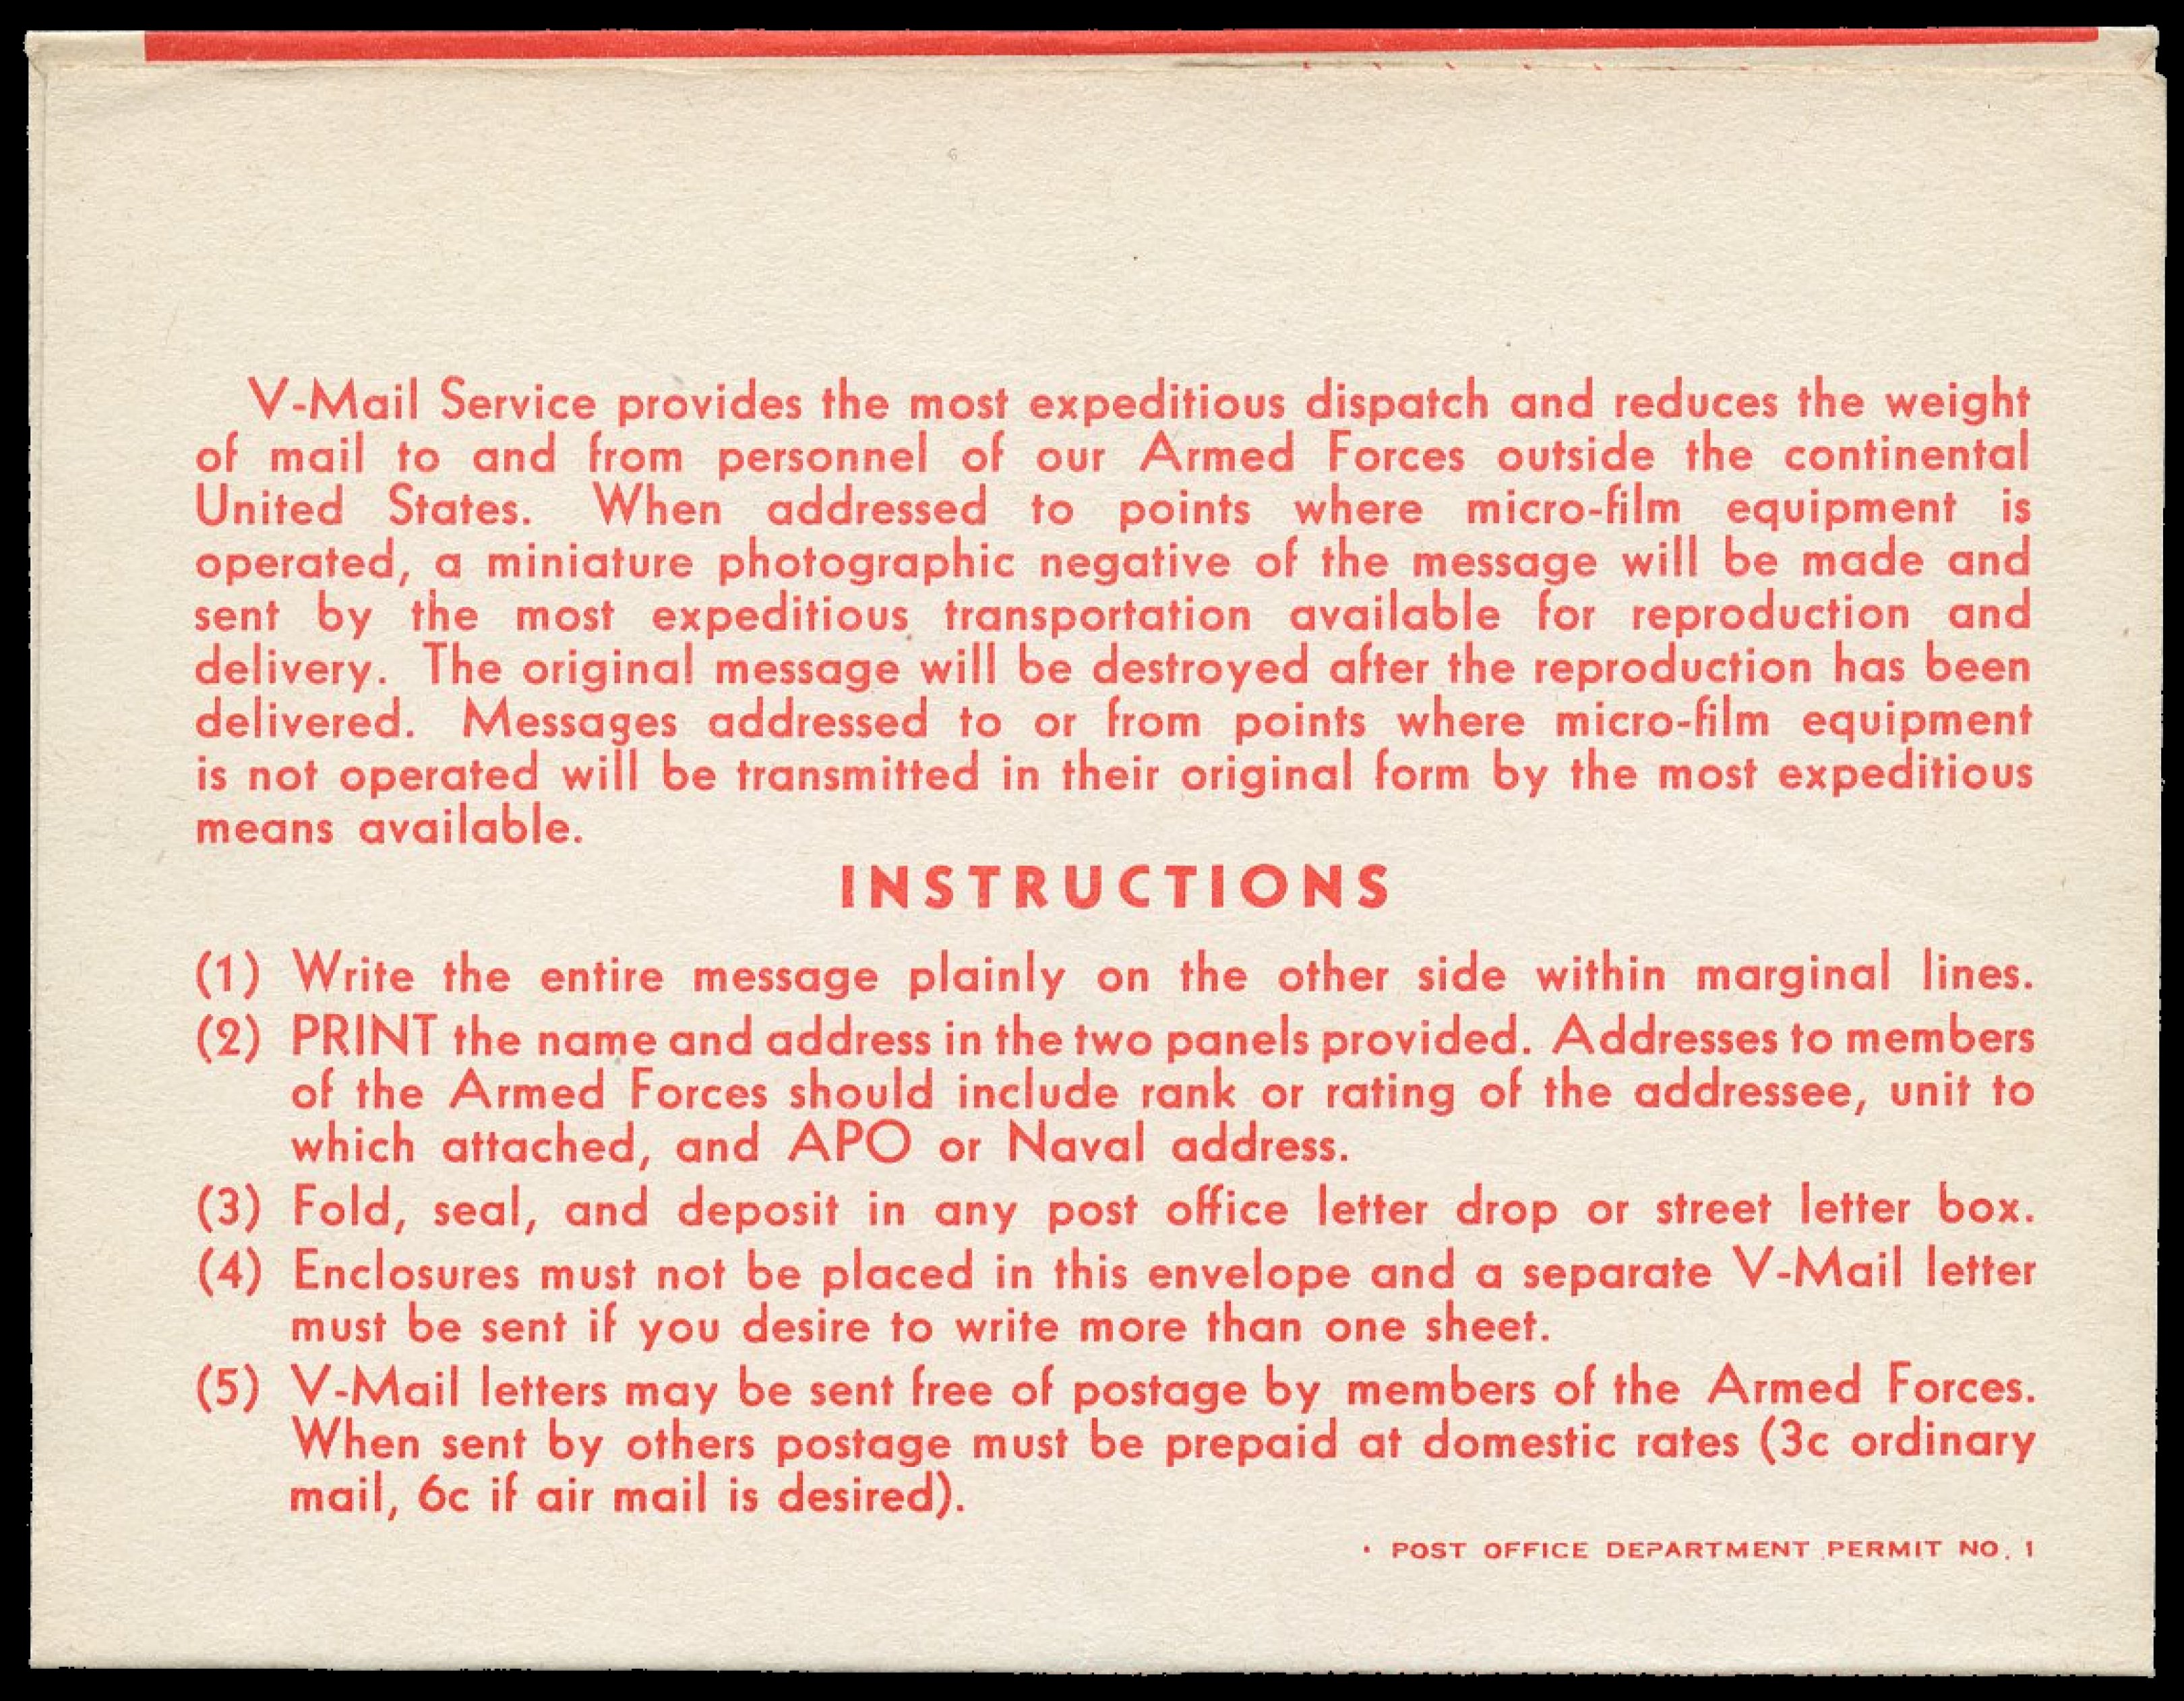 V-Mail Service provides the most expeditious dispatch and reduces the weight
of mail to and from personnel of our Armed Forces outside the continental
United States. When addressed to points where micro-film equipment is
operated, a miniature photographic negative of the message will be made and
sent by the most expeditious transportation available for reproduction and
delivery. The original message will be destroyed after the reproduction has been
delivered. Messages addressed to or from points where micro-film equipment
is not operated will be transmitted in their original form by the most expeditious
means available.
INSTRUCTIONS
(1) Write the entire message plainly on the other side within marginal lines.
(2) PRINT the name and address in the two panels provided. Addresses to members
of the Armed Forces should include rank or rating of the addressee, unit to
which attached, and APO or Naval address.
(3) Fold, seal, and deposit in any post office letter drop or street letter box.
(4) Enclosures must not be placed in this envelope and a separate V-Mail letter
must be sent if you desire to write more than one sheet.
(5) V-Mail letters may be sent free of postage by members of the Armed Forces.
When sent by others postage must be prepaid at domestic rates (3c ordinary
mail, 6c if air mail is desired).
• POST OFFICE DEPARTMENT PERMIT NO. 1